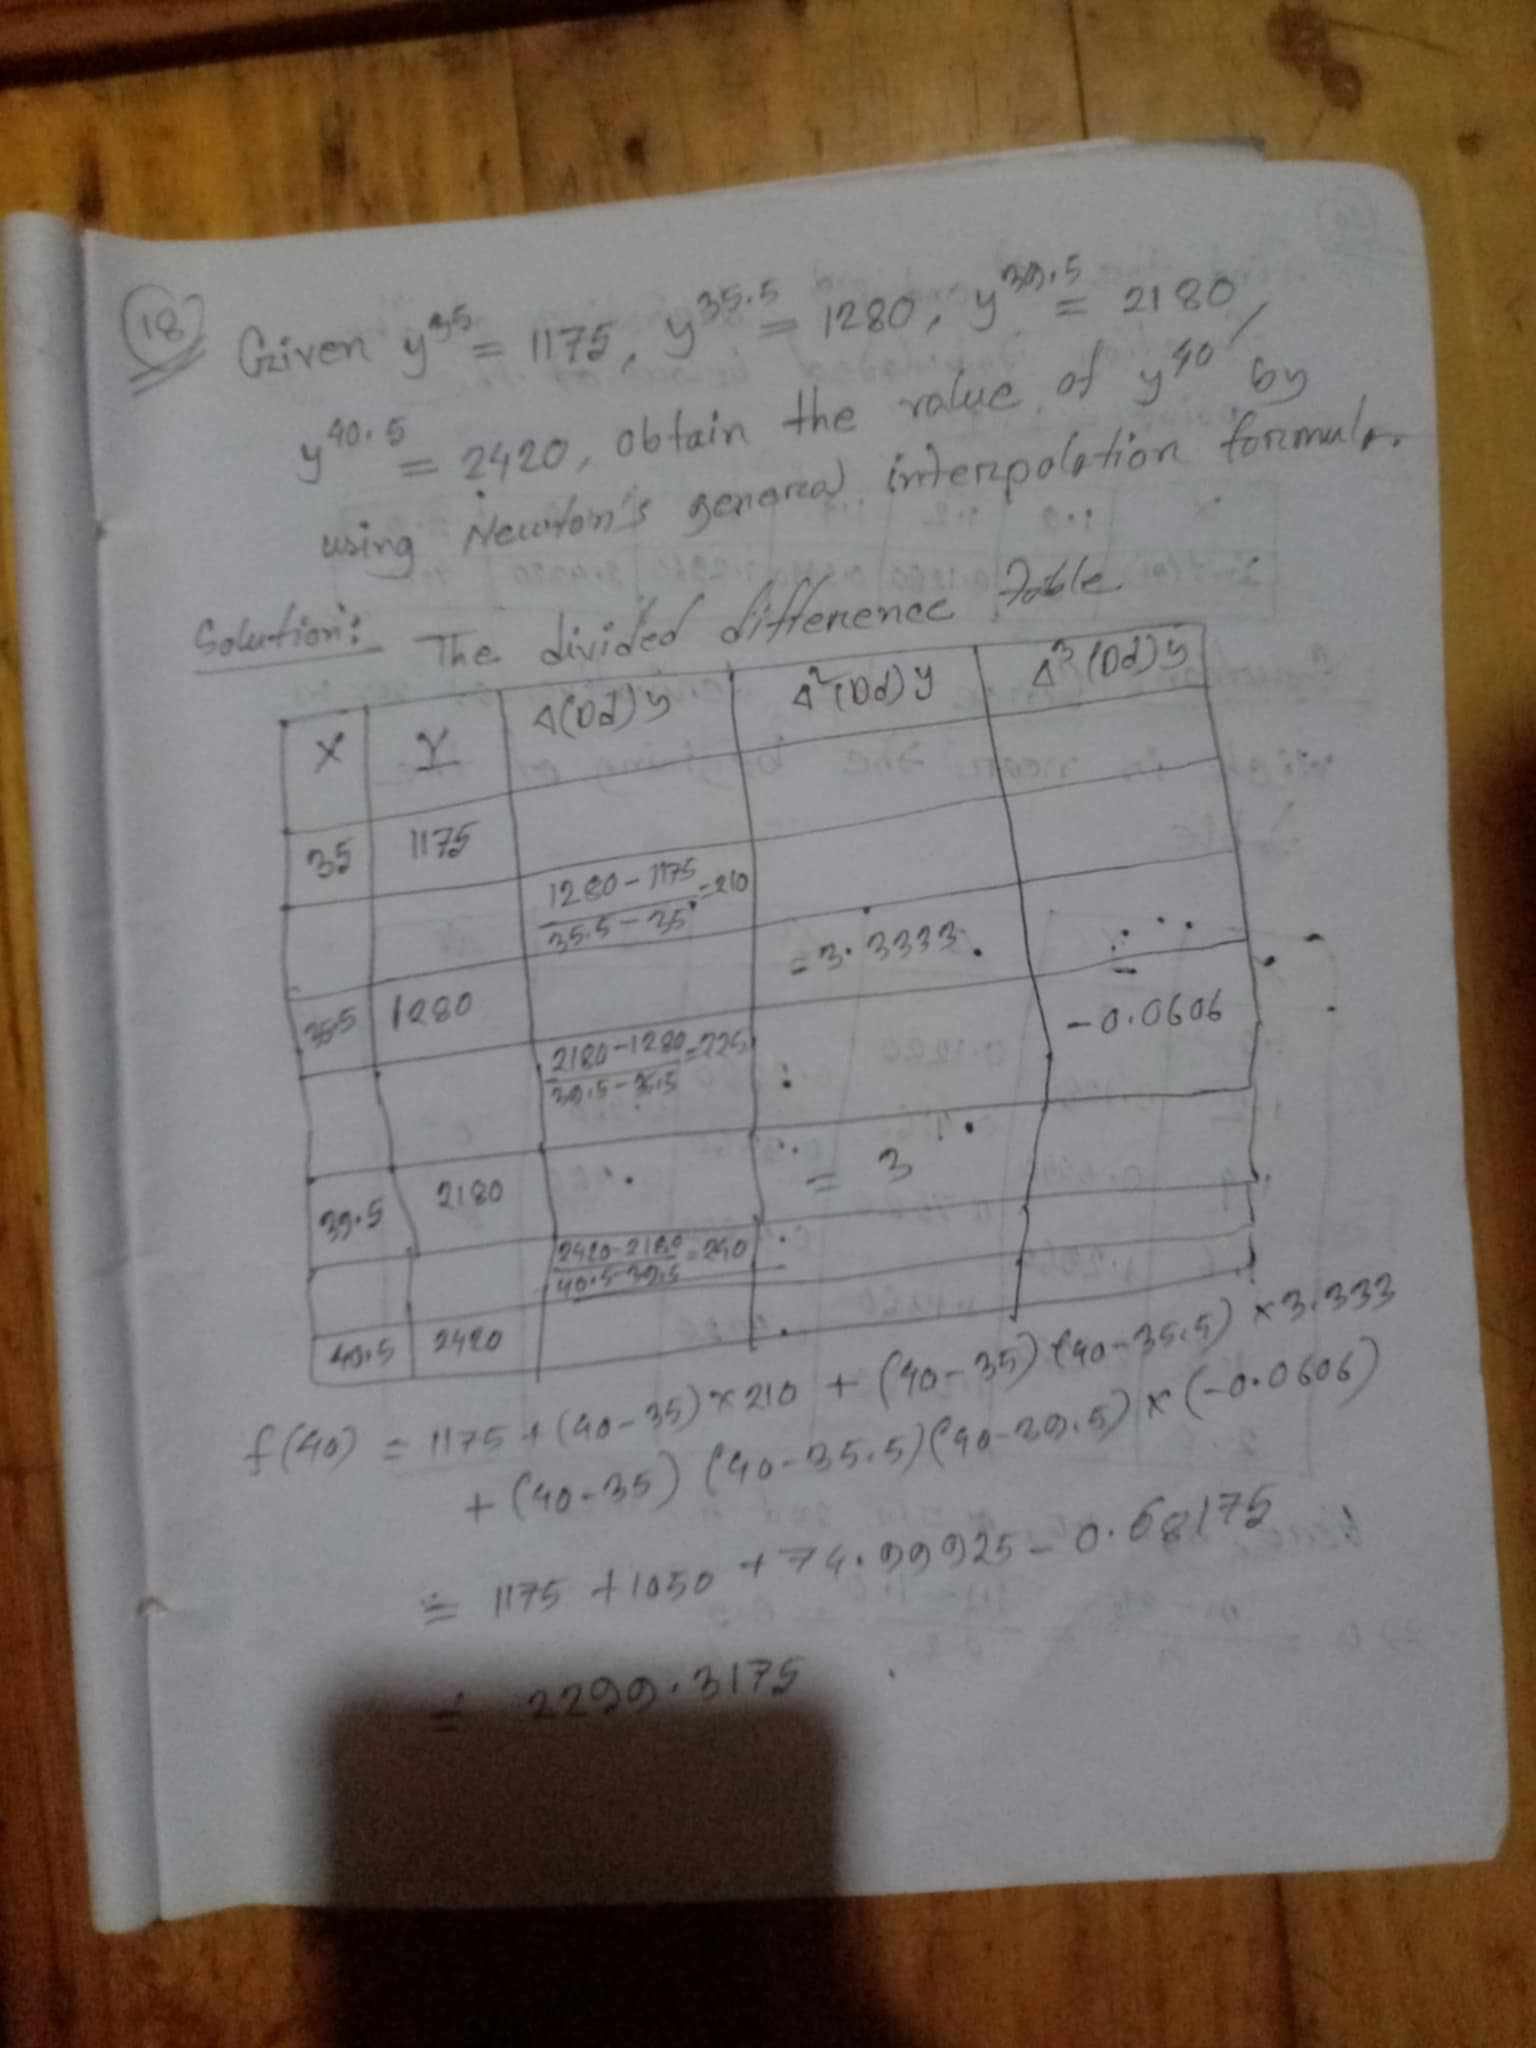 18 Given y³⁵ = 1175, y³⁵·⁵ = 1280, y³⁹·⁵ = 2180,
y⁴⁰·⁵ = 2420, obtain the value of y⁴⁰ by
using Newton's general interpolation formula.
Solution: The divided difference table.
X Y Δ(Dd)y Δ²(Dd)y Δ³(Dd)y
35 1175
1280-1175 / 35.5-35 = 210
= 3.3333
35.5 1280
-0.0606
2180-1280 / 39.5-35.5 = 225
= 3
39.5 2180
2420-2180 / 40.5-39.5 = 240
40.5 2420
f(40) = 1175 + (40-35) × 210 + (40-35) (40-35.5) × 3.333
+ (40-35) (40-35.5) (40-39.5) × (-0.0606)
= 1175 + 1050 + 74.99925 - 0.68175
= 2299.3175